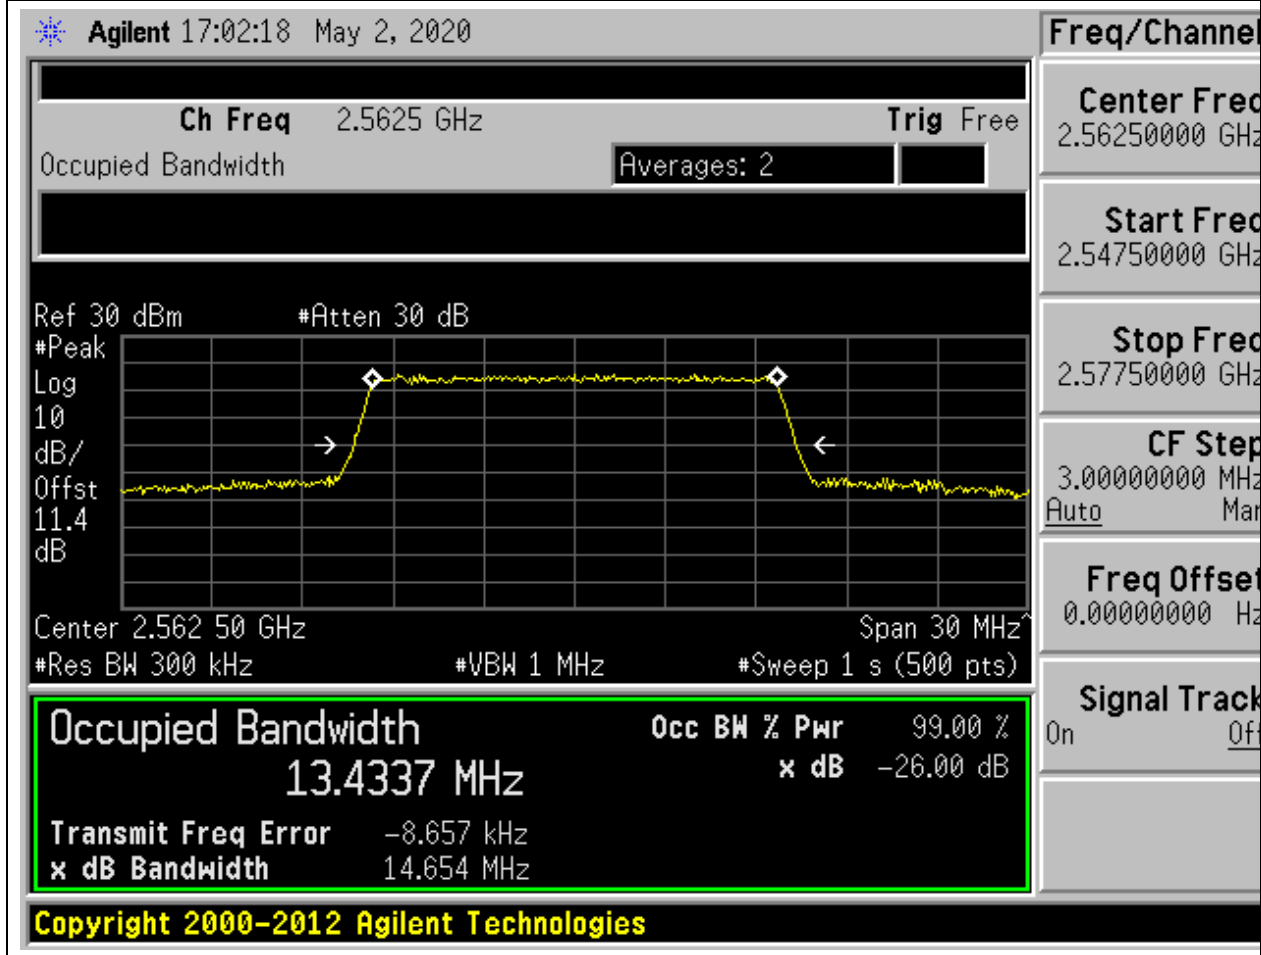 Agilent 17:02:18 May 2, 2020
Freq/Channel
Ch Freq 2.5625 GHz Trig Free
Occupied Bandwidth Averages: 2
Ref 30 dBm #Atten 30 dB
#Peak
Log
10
dB/
Offst
11.4
dB
Center 2.562 50 GHz Span 30 MHz^
#Res BW 300 kHz #VBW 1 MHz #Sweep 1 s (500 pts)
Occupied Bandwidth Occ BW % Pwr 99.00 %
13.4337 MHz x dB -26.00 dB
Transmit Freq Error -8.657 kHz
x dB Bandwidth 14.654 MHz
Copyright 2000-2012 Agilent Technologies
Center Freq
2.56250000 GHz
Start Freq
2.54750000 GHz
Stop Freq
2.57750000 GHz
CF Step
3.00000000 MHz
Auto Man
Freq Offset
0.00000000 Hz
Signal Track
On Off